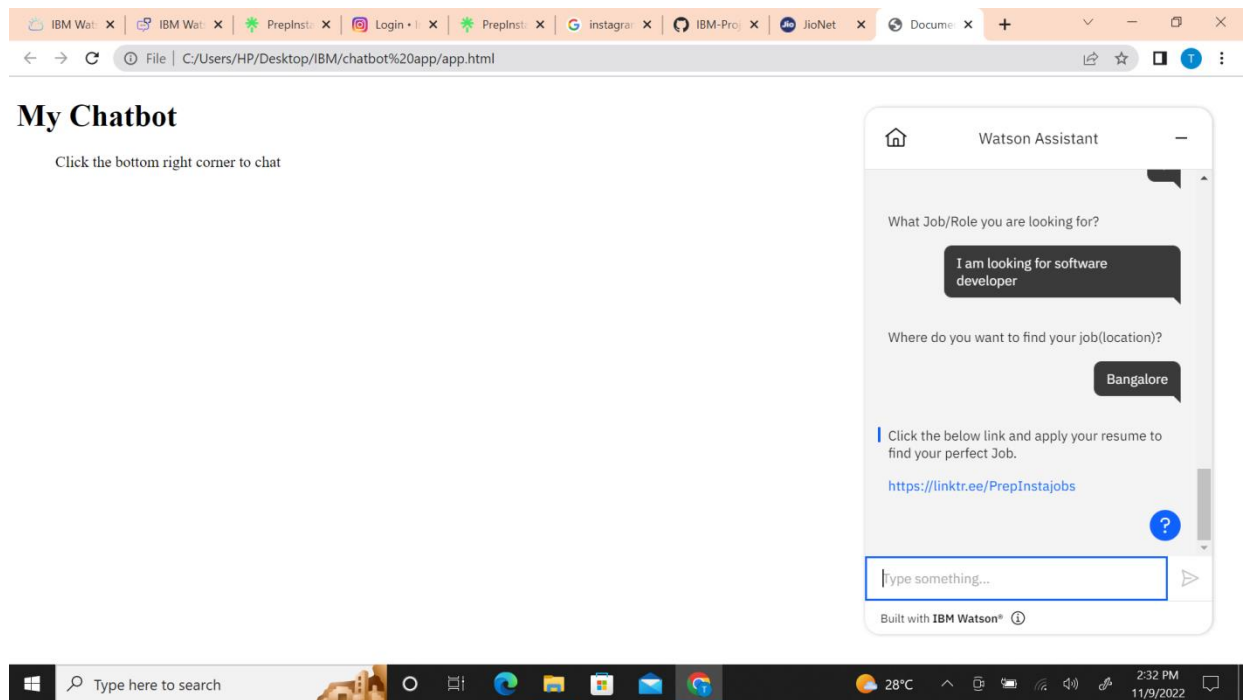 IBM Wat
IBM Wat
PrepInsta
Login • I
PrepInsta
instagrar
IBM-Proj
JioNet
Docume
File | C:/Users/HP/Desktop/IBM/chatbot%20app/app.html
T
My Chatbot
Click the bottom right corner to chat
Watson Assistant
What Job/Role you are looking for?
I am looking for software
developer
Where do you want to find your job(location)?
Bangalore
Click the below link and apply your resume to
find your perfect Job.
https://linktr.ee/PrepInstajobs
?
Type something...
Built with IBM Watson®
Type here to search
28°C
2:32 PM
11/9/2022